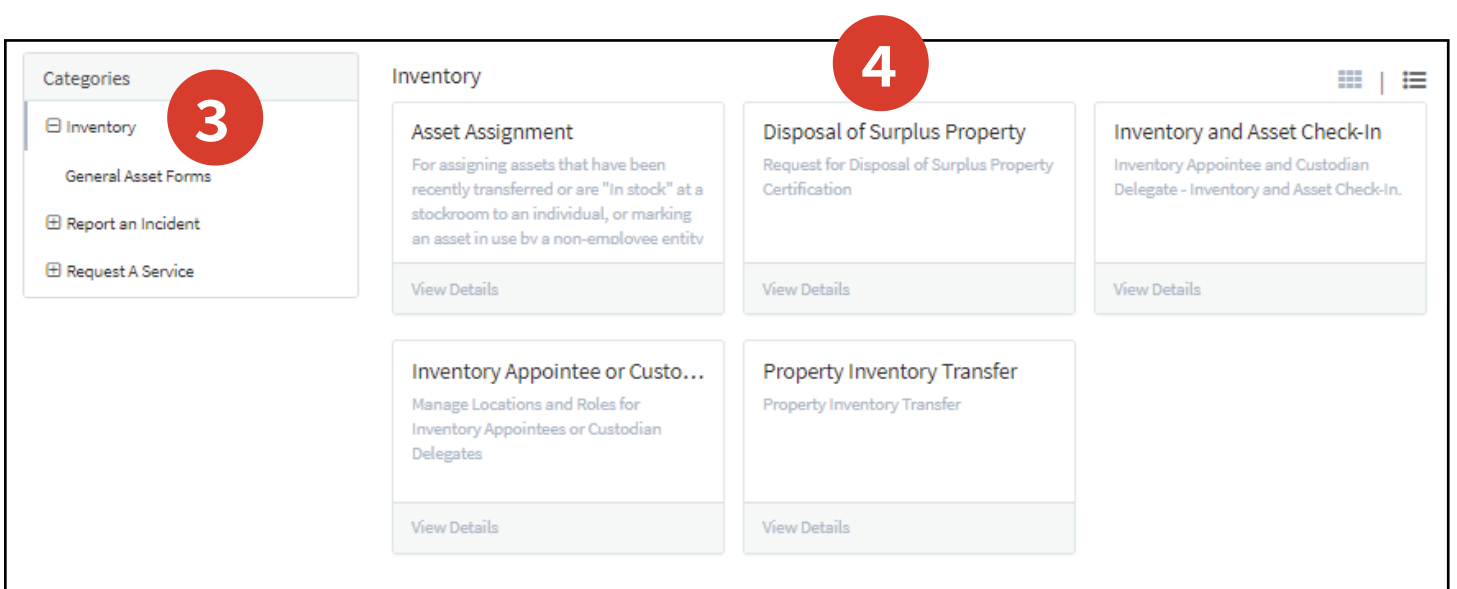 Categories
3
Inventory
General Asset Forms
Report an Incident
Request A Service
Inventory
4
Asset Assignment
For assigning assets that have been
recently transferred or are "In stock" at a
stockroom to an individual, or marking
an asset in use by a non-employee entity
View Details
Disposal of Surplus Property
Request for Disposal of Surplus Property
Certification
View Details
Inventory and Asset Check-In
Inventory Appointee and Custodian
Delegate - Inventory and Asset Check-In.
View Details
Inventory Appointee or Custo...
Manage Locations and Roles for
Inventory Appointees or Custodian
Delegates
View Details
Property Inventory Transfer
Property Inventory Transfer
View Details